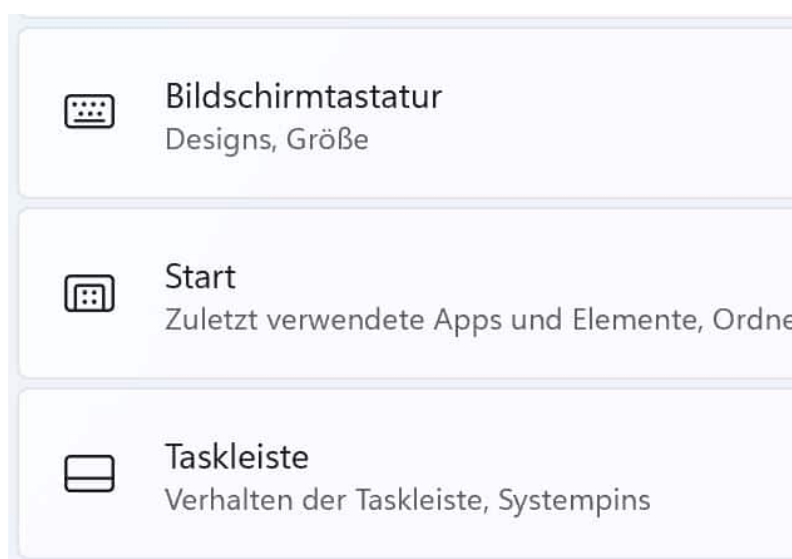 Bildschirmtastatur
Designs, Größe
Start
Zuletzt verwendete Apps und Elemente,
Taskleiste
Verhalten der Taskleiste, Systempins